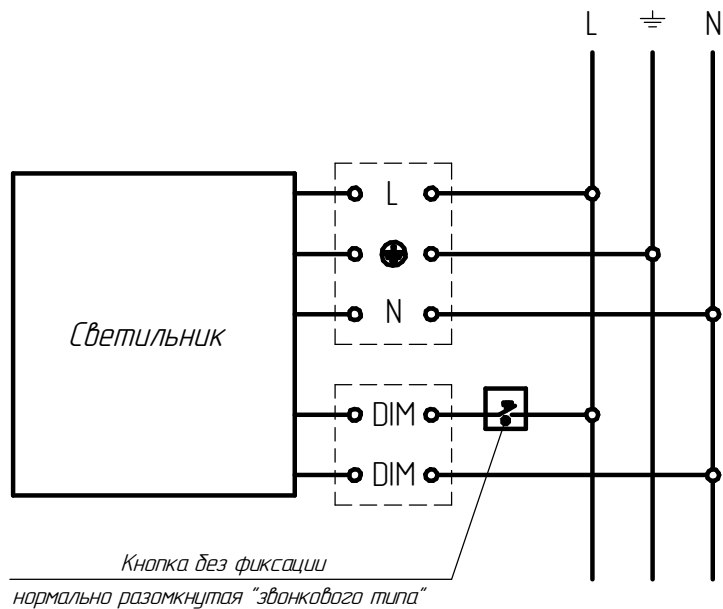 L N
L
N
Светильник
DIM
DIM
Кнопка без фиксации
нормально разомкнутая "звонкового типа"